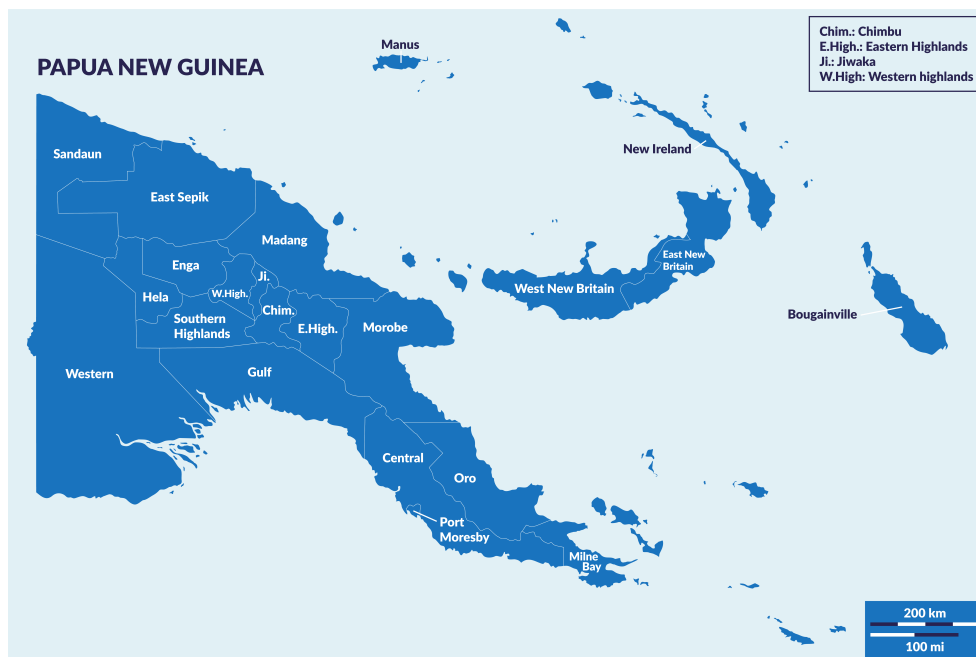 PAPUA NEW GUINEA
Manus
Chim.: Chimbu
E.High.: Eastern Highlands
Ji.: Jiwaka
W.High: Western highlands
New Ireland
Sandaun
East Sepik
Madang
Enga
Ji.
Hela
W.High.
Chim.
Southern
Highlands
E.High.
Morobe
East New
Britain
West New Britain
Bougainville
Western
Gulf
Central
Oro
Port
Moresby
Milne
Bay
200 km
100 mi